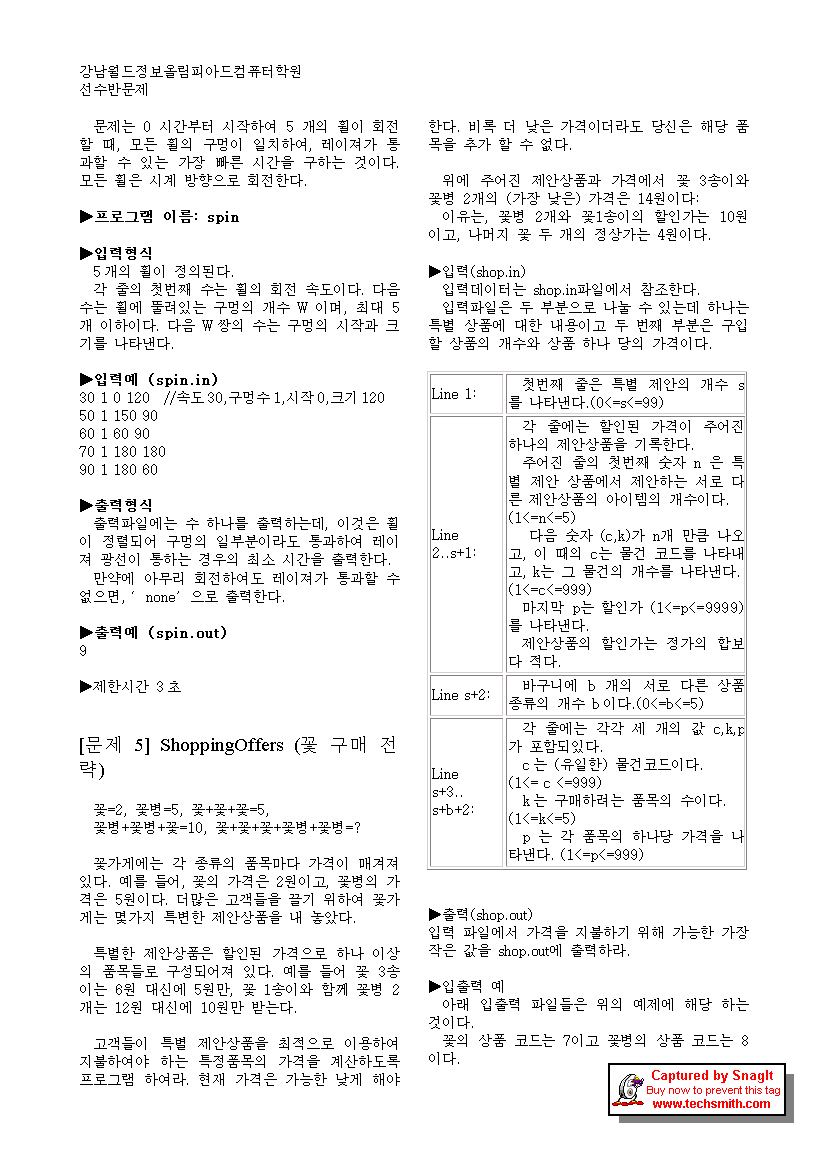 강남월드정보올림피아드컴퓨터학원
선수반문제
문제는 0 시간부터 시작하여 5 개의 휠이 회전
할 때, 모든 휠의 구멍이 일치하여, 레이져가 통
과할 수 있는 가장 빠른 시간을 구하는 것이다.
모든 휠은 시계 방향으로 회전한다.
▶프로그램 이름: spin
▶입력형식
5개의 휠이 정의된다.
각 줄의 첫번째 수는 휠의 회전 속도이다. 다음
수는 휠에 뚫려있는 구멍의 개수 W 이며, 최대 5
개 이하이다. 다음 W쌍의 수는 구멍의 시작과 크
기를 나타낸다.
▶입력예 (spin.in)
30 1 0 120 //속도30,구멍수1,시작0,크기 120
50 1 150 90
60 1 60 90
70 1 180 180
90 1 180 60
▶출력형식
출력파일에는 수 하나를 출력하는데, 이것은 휠
이 정렬되어 구멍의 일부분이라도 통과하여 레이
져 광선이 통하는 경우의 최소 시간을 출력한다.
만약에 아무리 회전하여도 레이져가 통과할 수
없으면, ' none' 으로 출력한다.
▶출력예 (spin.out)
9
▶제한시간 3초
[문제 5] ShoppingOffers (꽃 구매 전
략)
꽃=2, 꽃병=5, 꽃+꽃+꽃=5,
꽃병+꽃병+꽃=10, 꽃+꽃+꽃+꽃병+꽃병=?
꽃가게에는 각 종류의 품목마다 가격이 매겨져
있다. 예를 들어, 꽃의 가격은 2원이고, 꽃병의 가
격은 5원이다. 더많은 고객들을 끌기 위하여 꽃가
게는 몇가지 특변한 제안상품을 내 놓았다.
특별한 제안상품은 할인된 가격으로 하나 이상
의 품목들로 구성되어져 있다. 예를 들어 꽃 3송
이는 6원 대신에 5원만, 꽃 1송이와 함께 꽃병 2
개는 12원 대신에 10원만 받는다.
고객들이 특별 제안상품을 최적으로 이용하여
지불하여야 하는 특정품목의 가격을 계산하도록
프로그램 하여라. 현재 가격은 가능한 낮게 해야
한다. 비록 더 낮은 가격이더라도 당신은 해당 품
목을 추가 할 수 없다.
위에 주어진 제안상품과 가격에서 꽃 3송이와
꽃병 2개의 (가장 낮은) 가격은 14원이다:
이유는, 꽃병 2개와 꽃1송이의 할인가는 10원
이고, 나머지 꽃 두 개의 정상가는 4원이다.
▶입력(shop.in)
입력데이터는 shop.in파일에서 참조한다.
입력파일은 두 부분으로 나눌 수 있는데 하나는
특별 상품에 대한 내용이고 두 번째 부분은 구입
할 상품의 개수와 상품 하나 당의 가격이다.
Line 1:
첫번째 줄은 특별 제안의 개수 s
를 나타낸다.(0<=s<=99)
Line
2..s+1:
각 줄에는 할인된 가격이 주어진
하나의 제안상품을 기록한다.
주어진 줄의 첫번째 숫자 n 은 특
별 제안 상품에서 제안하는 서로 다
른 제안상품의 아이템의 개수이다.
(1<=n<=5)
다음 숫자 (c,k)가 n개 만큼 나오
고, 이 때의 c는 물건 코드를 나타내
고, k는 그 물건의 개수를 나타낸다.
(1<=c<=999)
마지막 p는 할인가 (1<=p<=9999)
를 나타낸다.
제안상품의 할인가는 정가의 합보
다 적다.
Line s+2:
바구니에 b 개의 서로 다른 상품
종류의 개수 b이다.(0<=b<=5)
Line
s+3..
s+b+2:
각 줄에는 각각 세 개의 값 c,k,p
가 포함되있다.
c는 (유일한) 물건코드이다.
(1<= c <=999)
k는 구매하려는 품목의 수이다.
(1<=k<=5)
p 는 각 품목의 하나당 가격을 나
타낸다. (1<=p<=999)
▶출력(shop.out)
입력 파일에서 가격을 지불하기 위해 가능한 가장
작은 값을 shop.out에 출력하라.
▶입출력 예
아래 입출력 파일들은 위의 예제에 해당 하는
것이다.
꽃의 상품 코드는 7이고 꽃병의 상품 코드는 8
이다.
Captured by SnagIt
Buy now to prevent this tag
www.techsmith.com